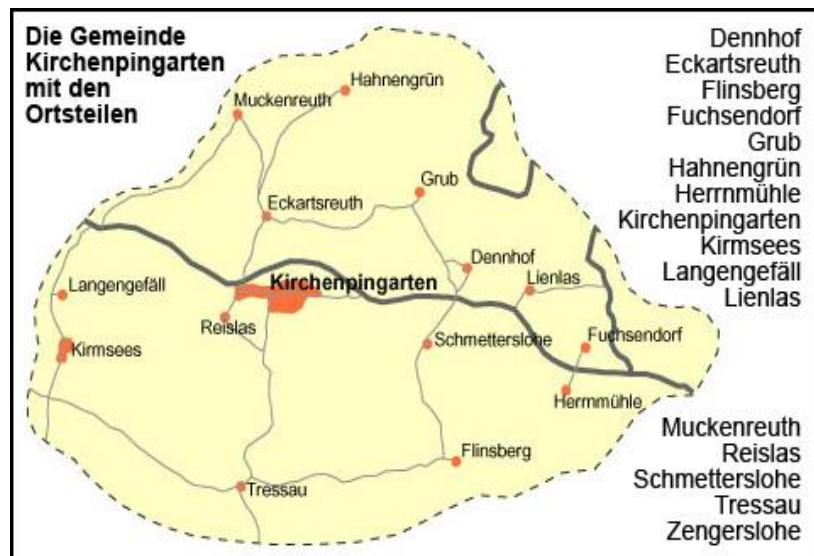 Die Gemeinde
Kirchenpingarten
mit den
Ortsteilen
Dennhof
Eckartsreuth
Flinsberg
Fuchsendorf
Grub
Hahnengrün
Herrnmühle
Kirchenpingarten
Kirmsees
Langengefäll
Lienlas
Muckenreuth
Reislas
Schmetterslohe
Tressau
Zengerslohe
Hahnengrün
Muckenreuth
Grub
Eckartsreuth
Dennhof
Langengefäll
Kirchenpingarten
Lienlas
Reislas
Kirmsees
Schmetterslohe
Fuchsendorf
Herrnmühle
Flinsberg
Tressau